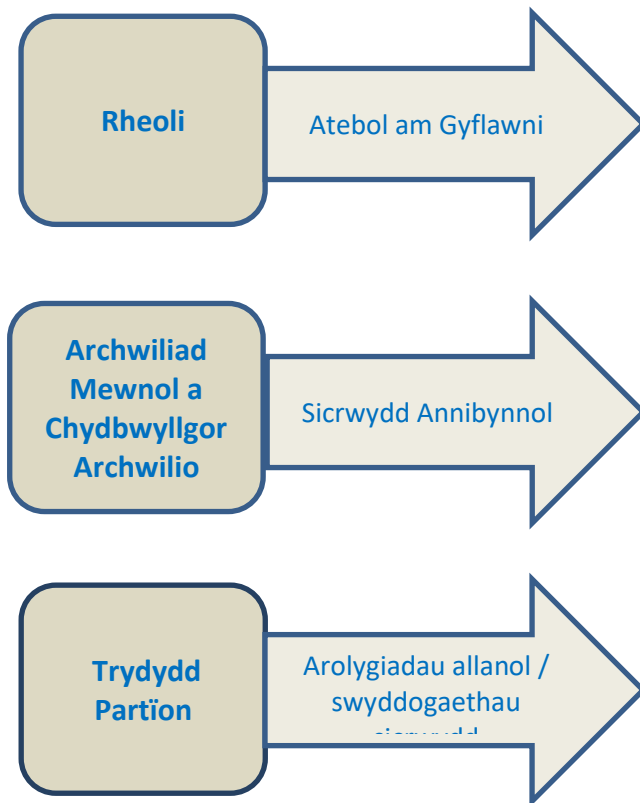 Rheoli
Atebol am Gyflawni
Archwiliad
Mewnol a
Chydbwyllgor
Archwilio
Sicrwydd Annibynnol
Trydydd
Partïon
Arolygiadau allanol /
swyddogaethau